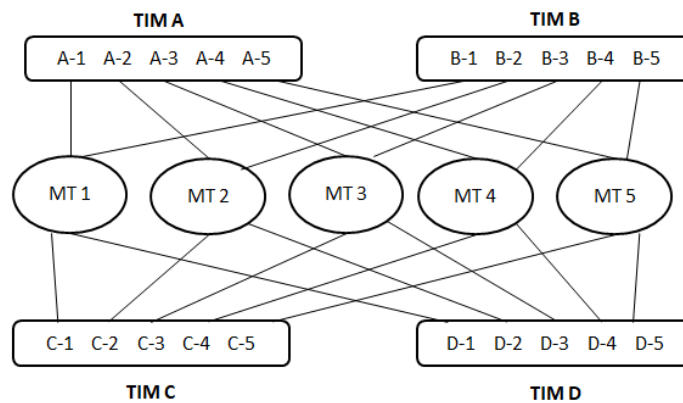 TIM A TIM B
A-1 A-2 A-3 A-4 A-5 B-1 B-2 B-3 B-4 B-5
MT 1 MT 2 MT 3 MT 4 MT 5
C-1 C-2 C-3 C-4 C-5 D-1 D-2 D-3 D-4 D-5
TIM C TIM D